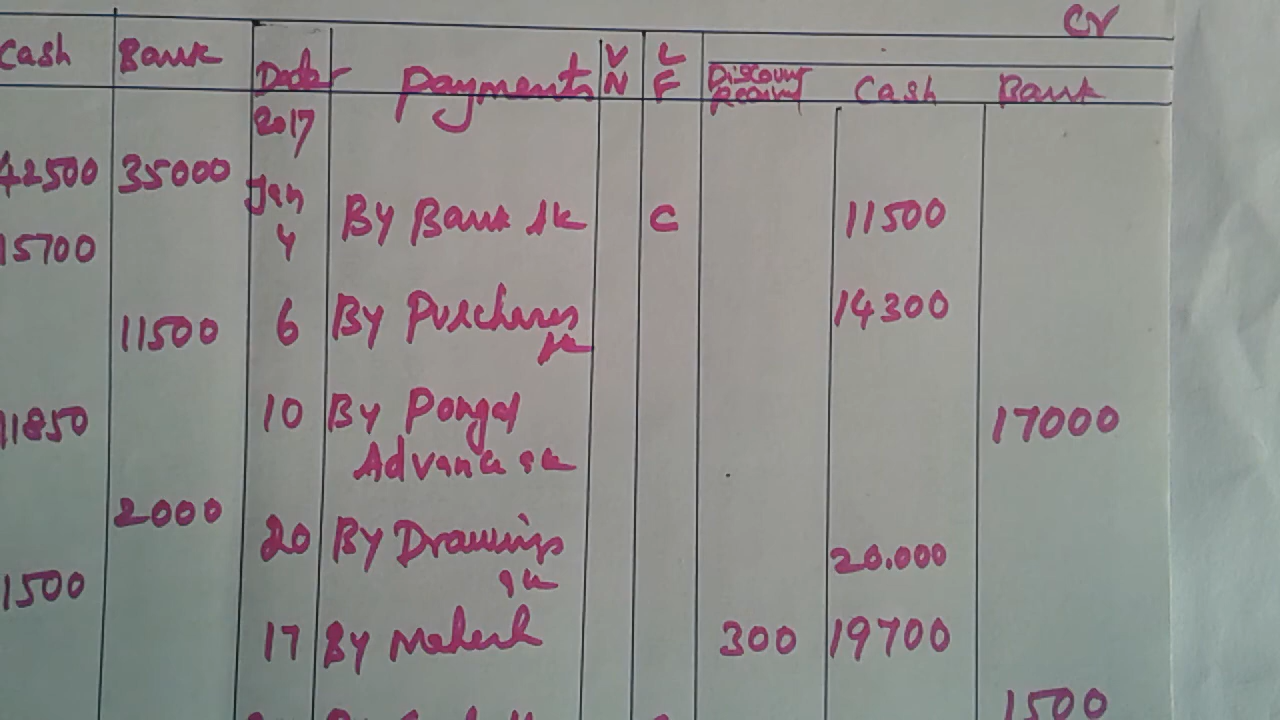 Cr
Cash Bank Date Payments V N L F Discount Cash Bank
2017
42500 35000 Jan
4 By Bank A/c C 11500
15700
11500 6 By Purchases 14300
A/c
11850 10 By Pongal 17000
Advance a/c
2000
20 By Drawings 20.000
a/c
1500
17 By Mahesh 300 19700
1500